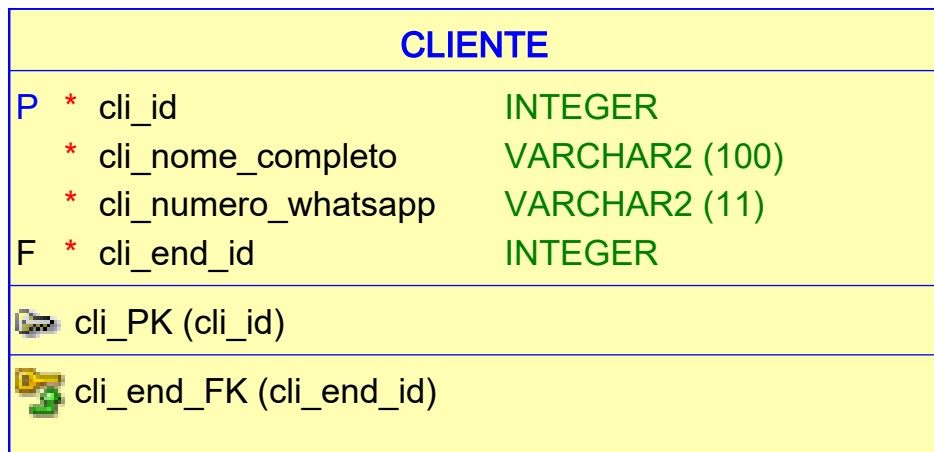 CLIENTE
P * cli_id INTEGER
* cli_nome_completo VARCHAR2 (100)
* cli_numero_whatsapp VARCHAR2 (11)
F * cli_end_id INTEGER
cli_PK (cli_id)
cli_end_FK (cli_end_id)